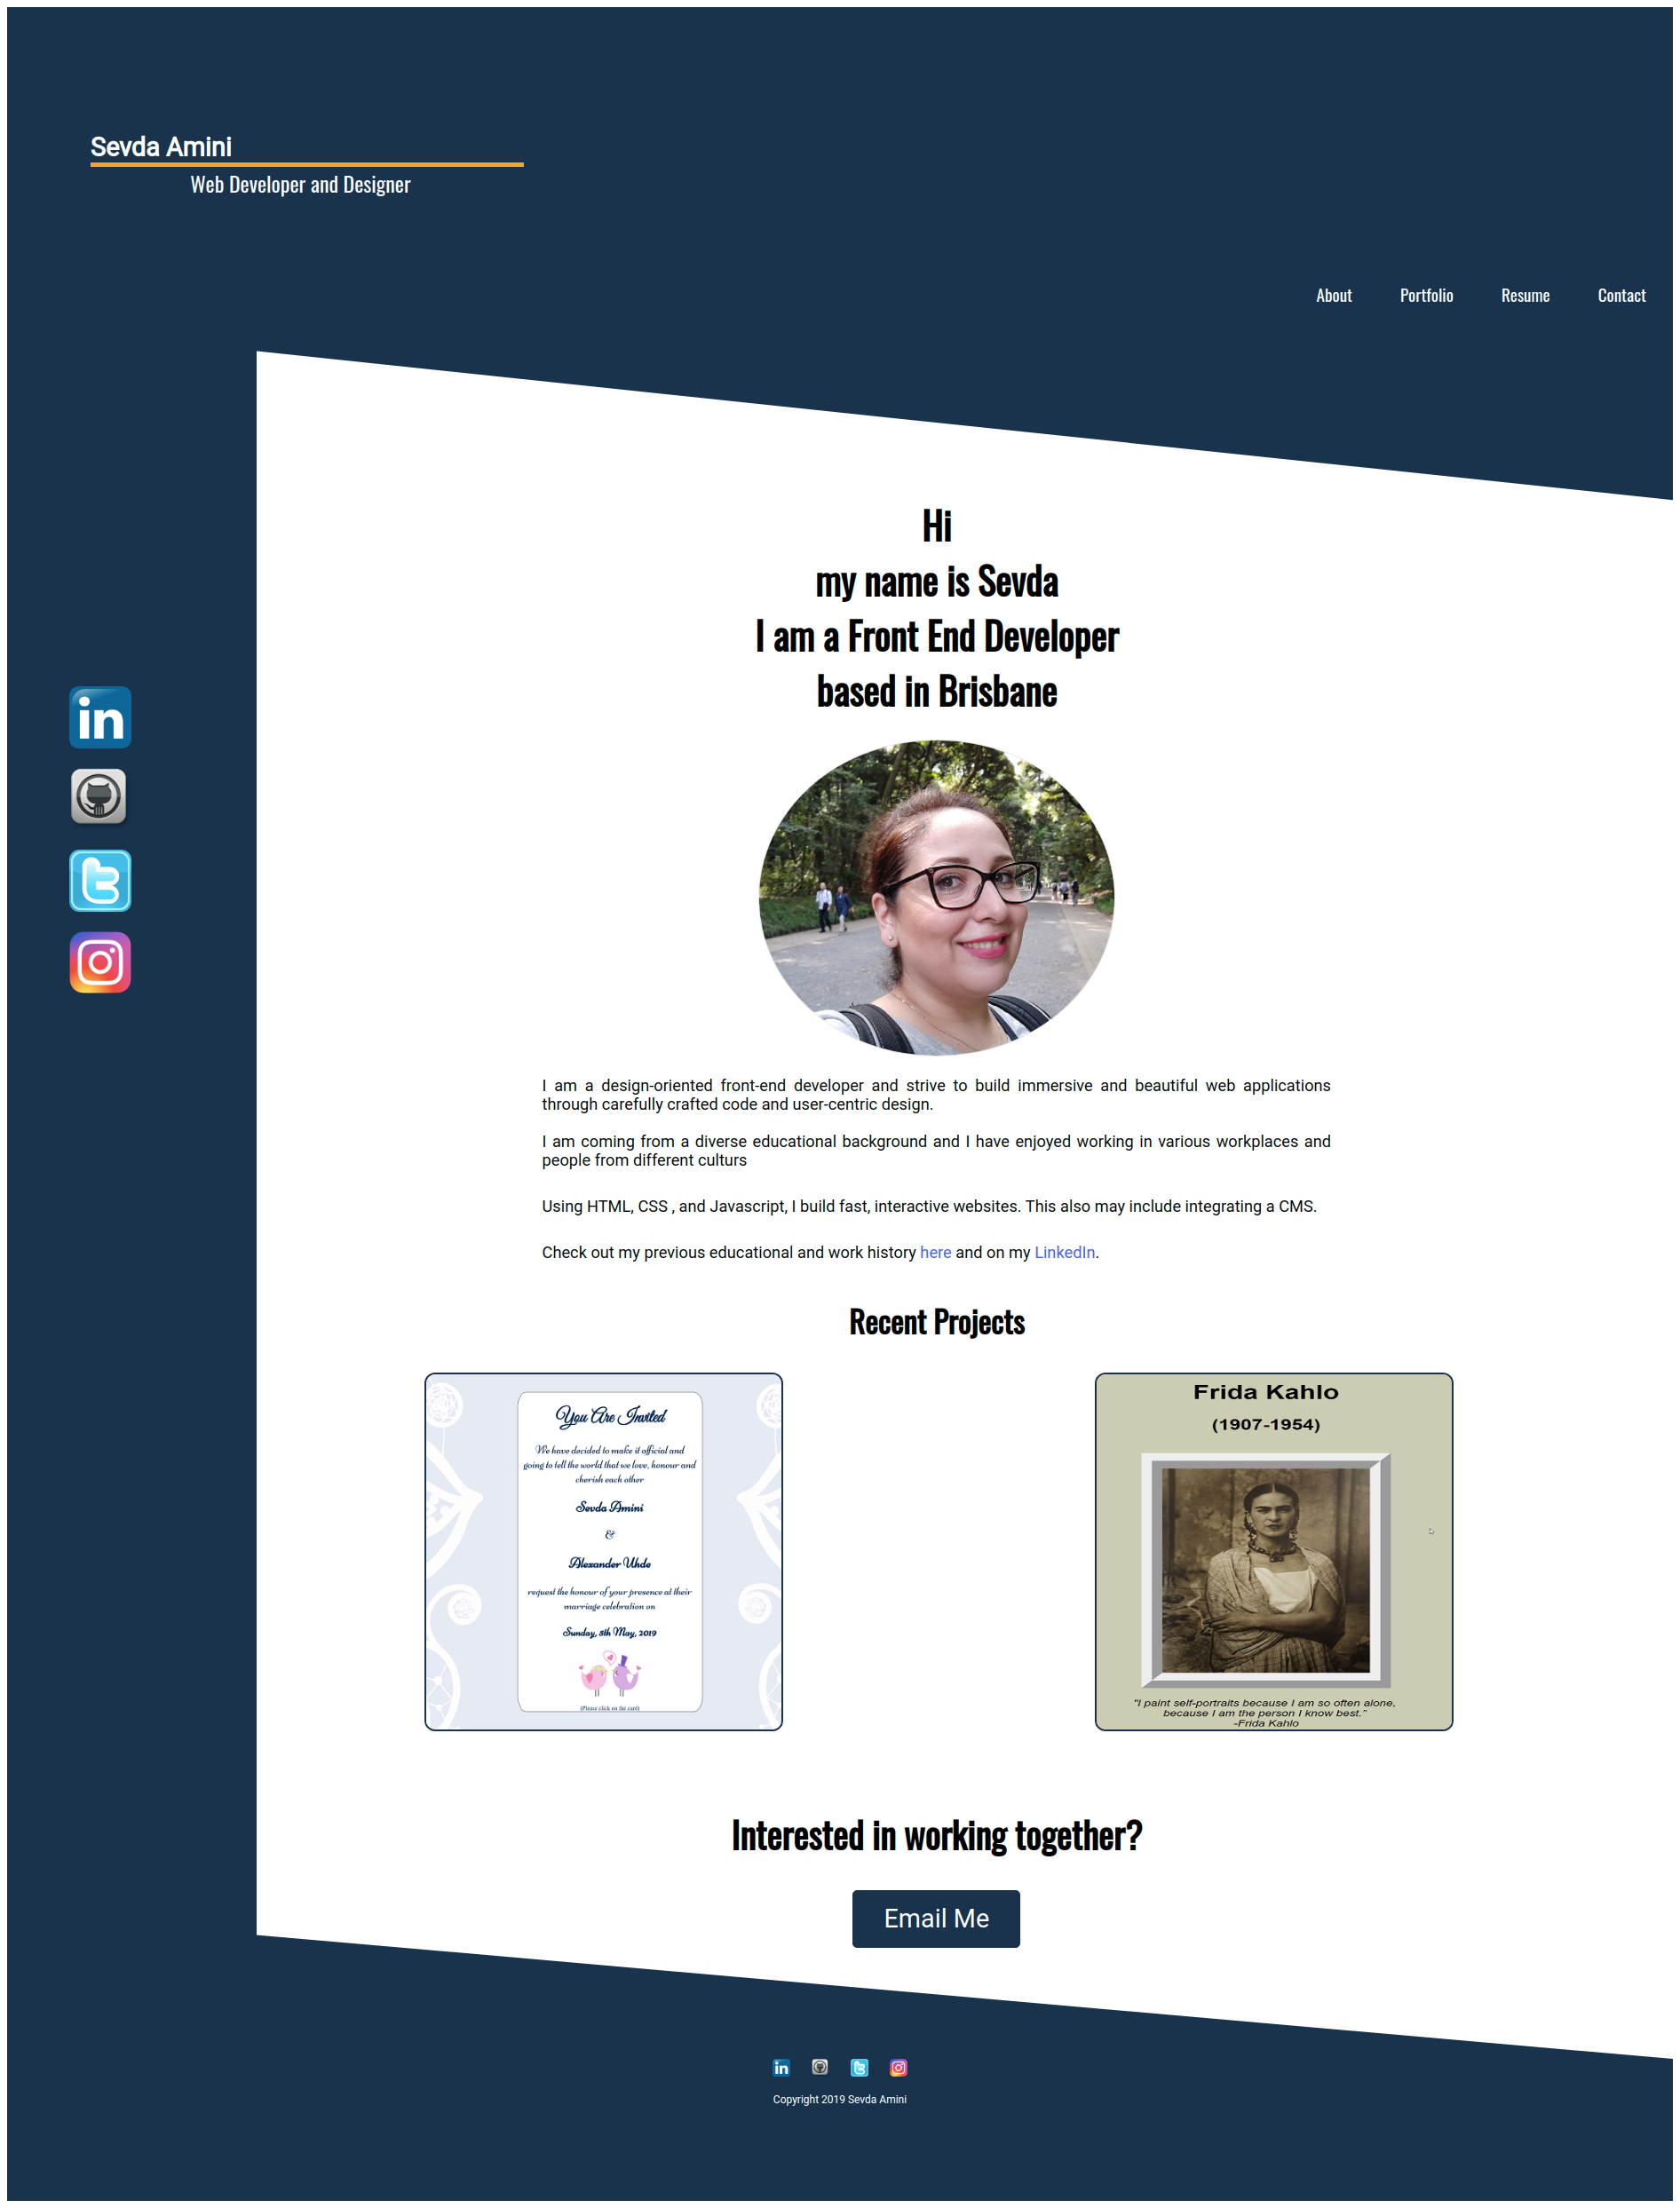 Sevda Amini
Web Developer and Designer
About Portfolio Resume Contact
Hi
my name is Sevda
I am a Front End Developer
based in Brisbane
in
I am a design-oriented front-end developer and strive to build immersive and beautiful web applications
through carefully crafted code and user-centric design.
I am coming from a diverse educational background and I have enjoyed working in various workplaces and
people from different culturs
Using HTML, CSS , and Javascript, I build fast, interactive websites. This also may include integrating a CMS.
Check out my previous educational and work history here and on my LinkedIn.
Recent Projects
You Are Invited
We have decided to make it official and
going to tell the world that we love, honour and
cherish each other
Sevda Amini
&
Alexander Uhde
request the honour of your presence at their
marriage celebration on
Sunday, 5th May, 2019
(Please click on the card)
Frida Kahlo
(1907-1954)
"I paint self-portraits because I am so often alone,
because I am the person I know best."
-Frida Kahlo
Interested in working together?
Email Me
in
Copyright 2019 Sevda Amini